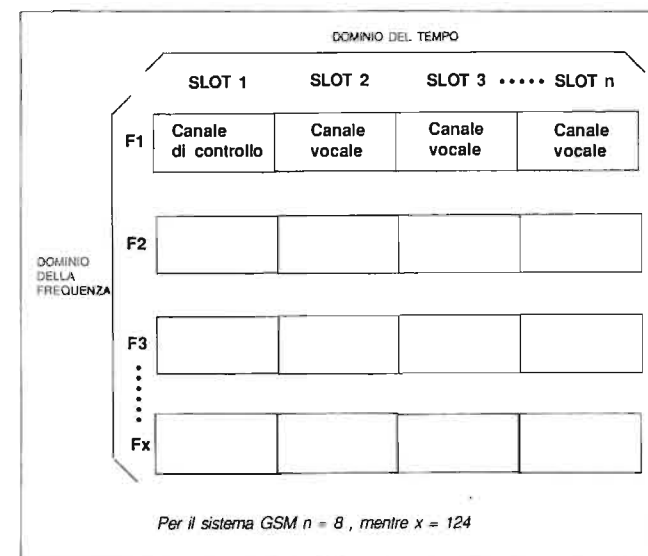 DOMINIO DEL TEMPO
SLOT 1 SLOT 2 SLOT 3 ..... SLOT n
F1 Canale di controllo Canale vocale Canale vocale Canale vocale
F2
DOMINIO
DELLA
FREQUENZA
F3
Fx
Per il sistema GSM n = 8 , mentre x = 124